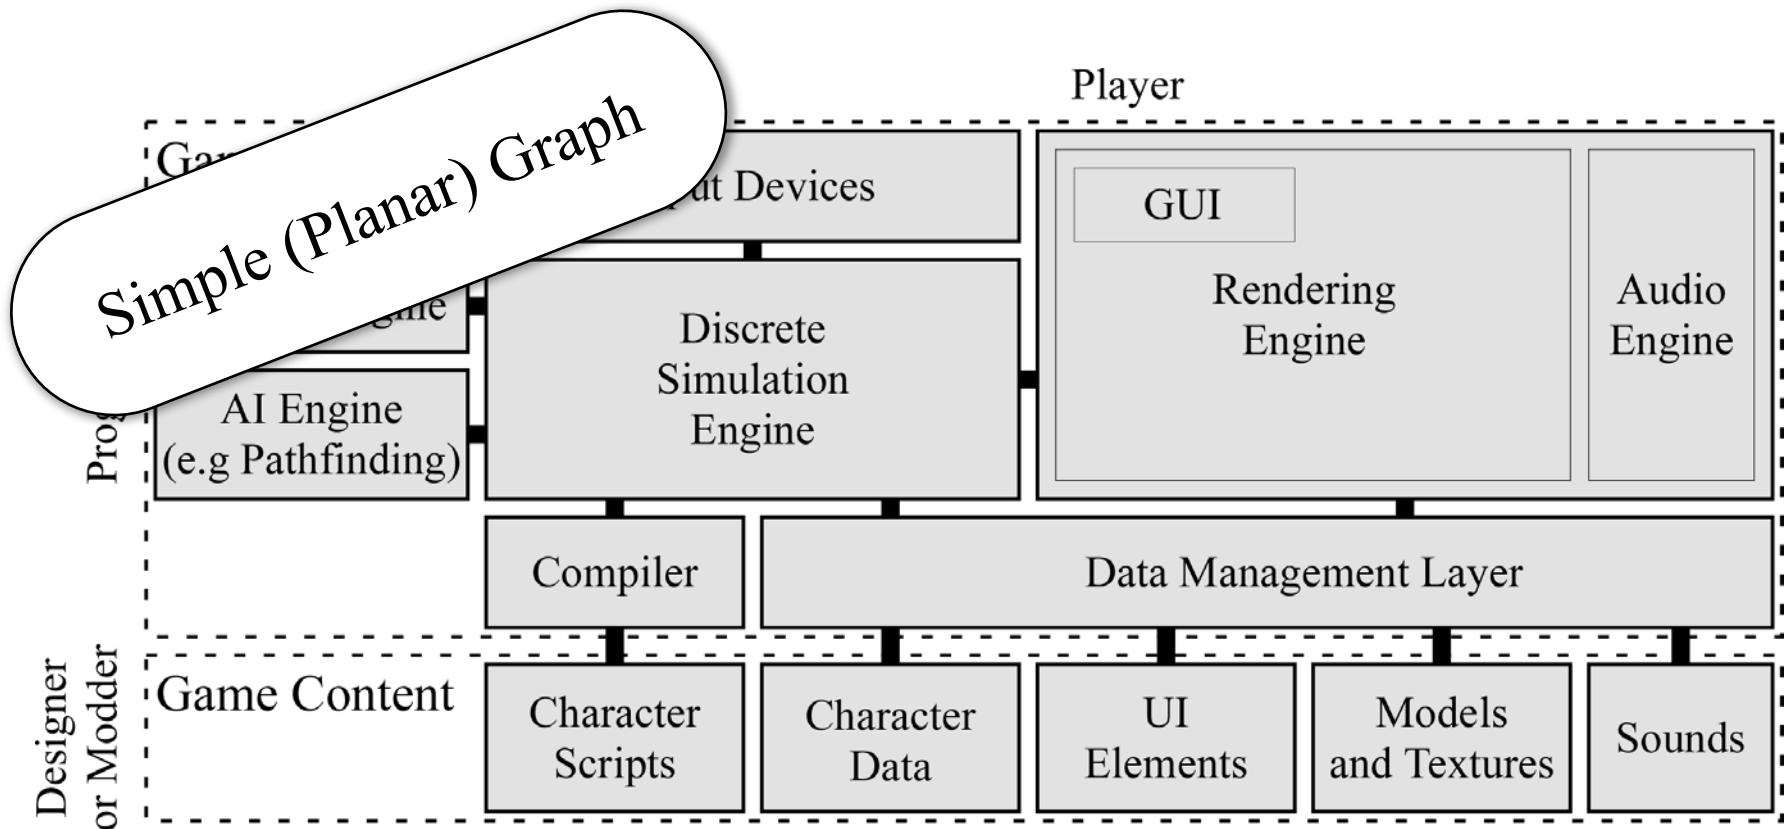 Player
Simple (Planar) Graph
Devices
GUI
Rendering
Engine
Audio
Engine
Discrete
Simulation
Engine
AI Engine
(e.g Pathfinding)
Compiler
Data Management Layer
Designer
or Modder
Game Content
Character
Scripts
Character
Data
UI
Elements
Models
and Textures
Sounds